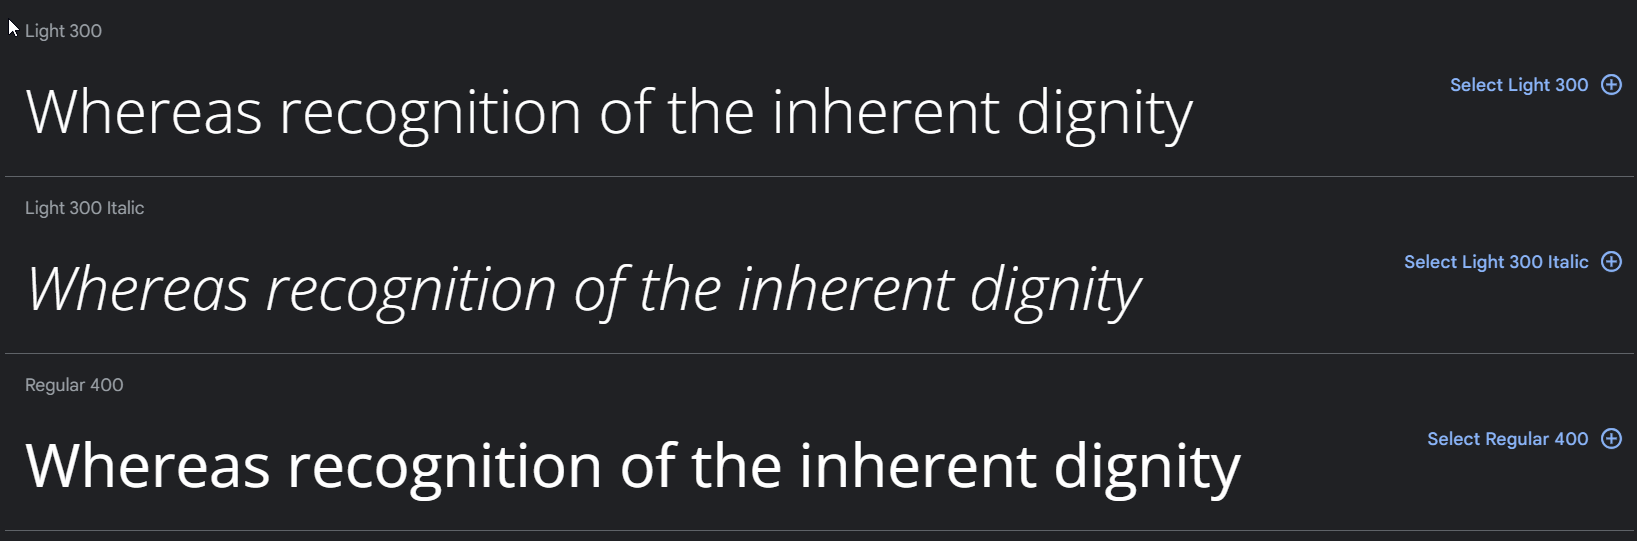 Light 300
Whereas recognition of the inherent dignity
Select Light 300
Light 300 Italic
Whereas recognition of the inherent dignity
Select Light 300 Italic
Regular 400
Whereas recognition of the inherent dignity
Select Regular 400